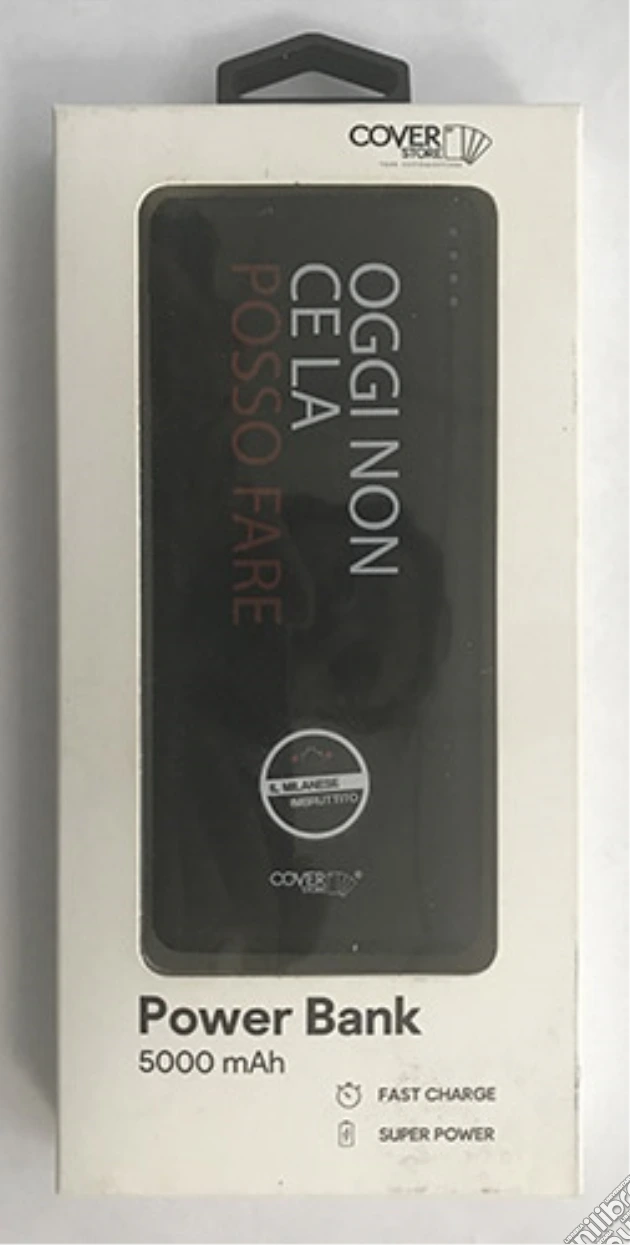 COVER
STORE
OGGI NON
CE LA
POSSO FARE
IL MILANESE
IMBRUTTITO
COVER
STORE
Power Bank
5000 mAh
FAST CHARGE
SUPER POWER